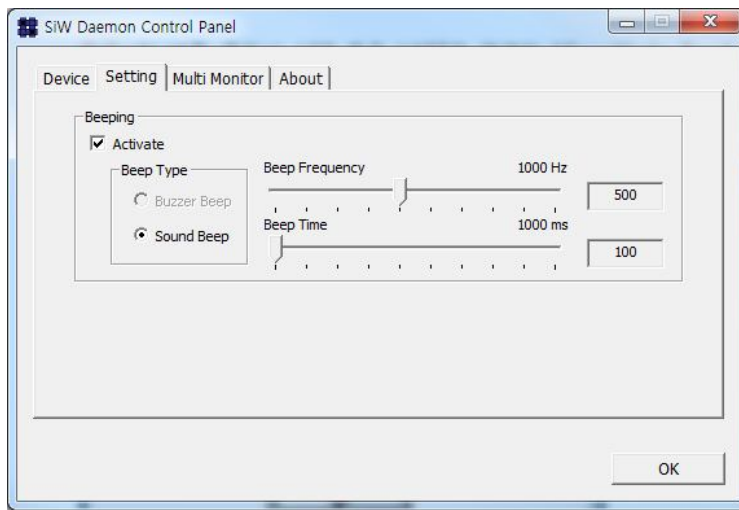 SiW Daemon Control Panel
Device Setting Multi Monitor About
Beeping
Activate
Beep Type
Buzzer Beep
Sound Beep
Beep Frequency 1000 Hz
500
Beep Time 1000 ms
100
OK